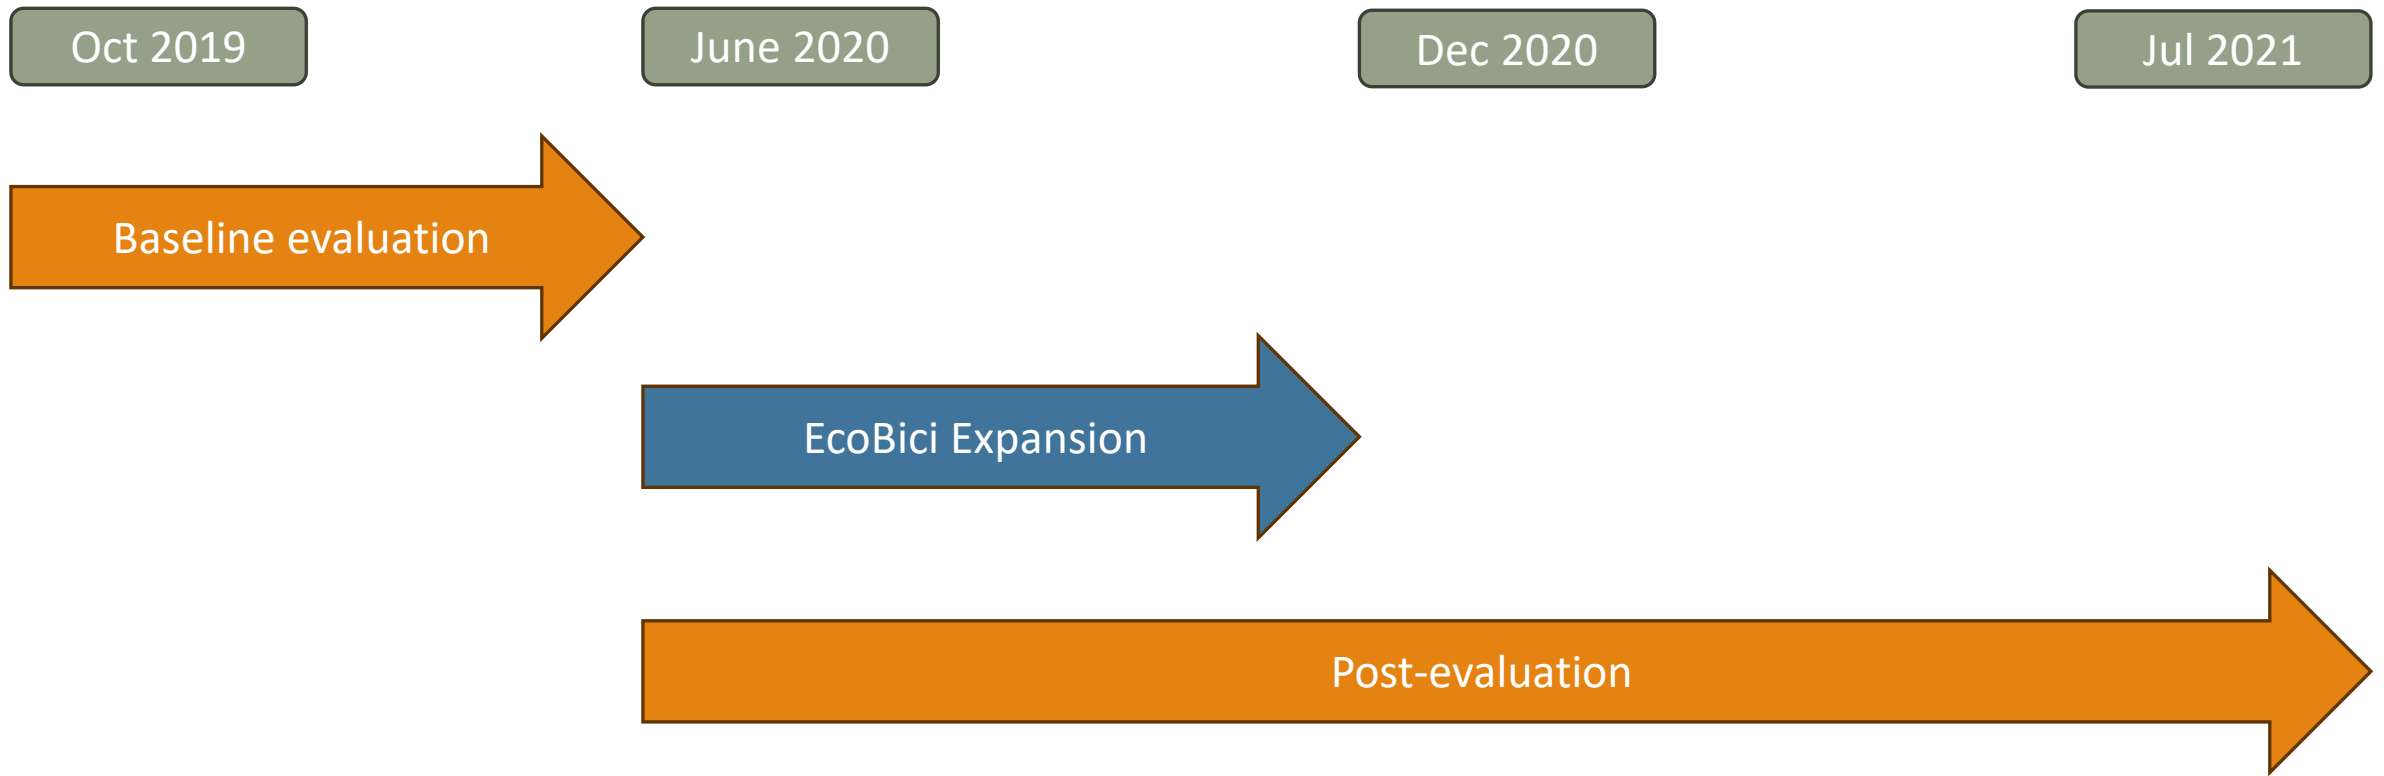 Oct 2019
June 2020
Dec 2020
Jul 2021
Baseline evaluation
EcoBici Expansion
Post-evaluation